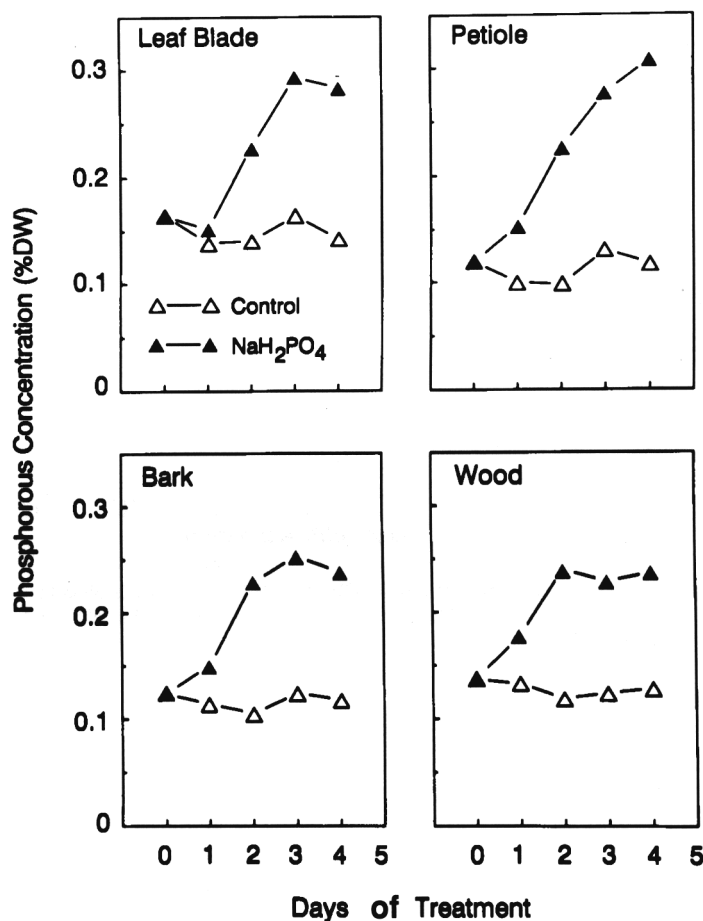 Phosphorous Concentration (%DW)
Leaf Blade
0.3
0.2
0.1
0
Control
NaH2PO4
Petiole
Bark
0.3
0.2
0.1
0
0 1 2 3 4 5
Wood
0 1 2 3 4 5
Days of Treatment